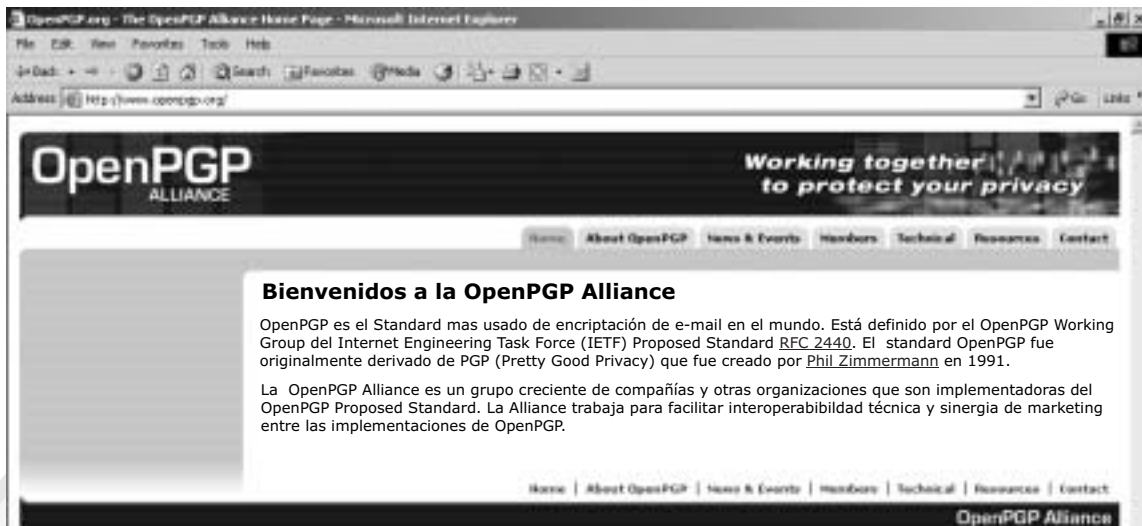 OpenPGP.org - The OpenPGP Alliance Home Page - Microsoft Internet Explorer
File Edit View Favorites Tools Help
Back Search Favorites Media
Address http://www.openpgp.org/ Go Links
OpenPGP
ALLIANCE
Working together
to protect your privacy
Home About OpenPGP News & Events Members Technical Resources Contact
Bienvenidos a la OpenPGP Alliance
OpenPGP es el Standard mas usado de encriptación de e-mail en el mundo. Está definido por el OpenPGP Working
Group del Internet Engineering Task Force (IETF) Proposed Standard RFC 2440. El standard OpenPGP fue
originalmente derivado de PGP (Pretty Good Privacy) que fue creado por Phil Zimmermann en 1991.
La OpenPGP Alliance es un grupo creciente de compañías y otras organizaciones que son implementadoras del
OpenPGP Proposed Standard. La Alliance trabaja para facilitar interoperabibildad técnica y sinergia de marketing
entre las implementaciones de OpenPGP.
Home | About OpenPGP | News & Events | Members | Technical | Resources | Contact
OpenPGP Alliance